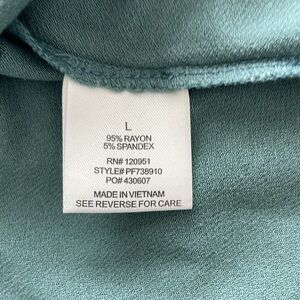 L
95% RAYON
5% SPANDEX
RN# 120951
STYLE# PF738910
PO# 430607
MADE IN VIETNAM
SEE REVERSE FOR CARE